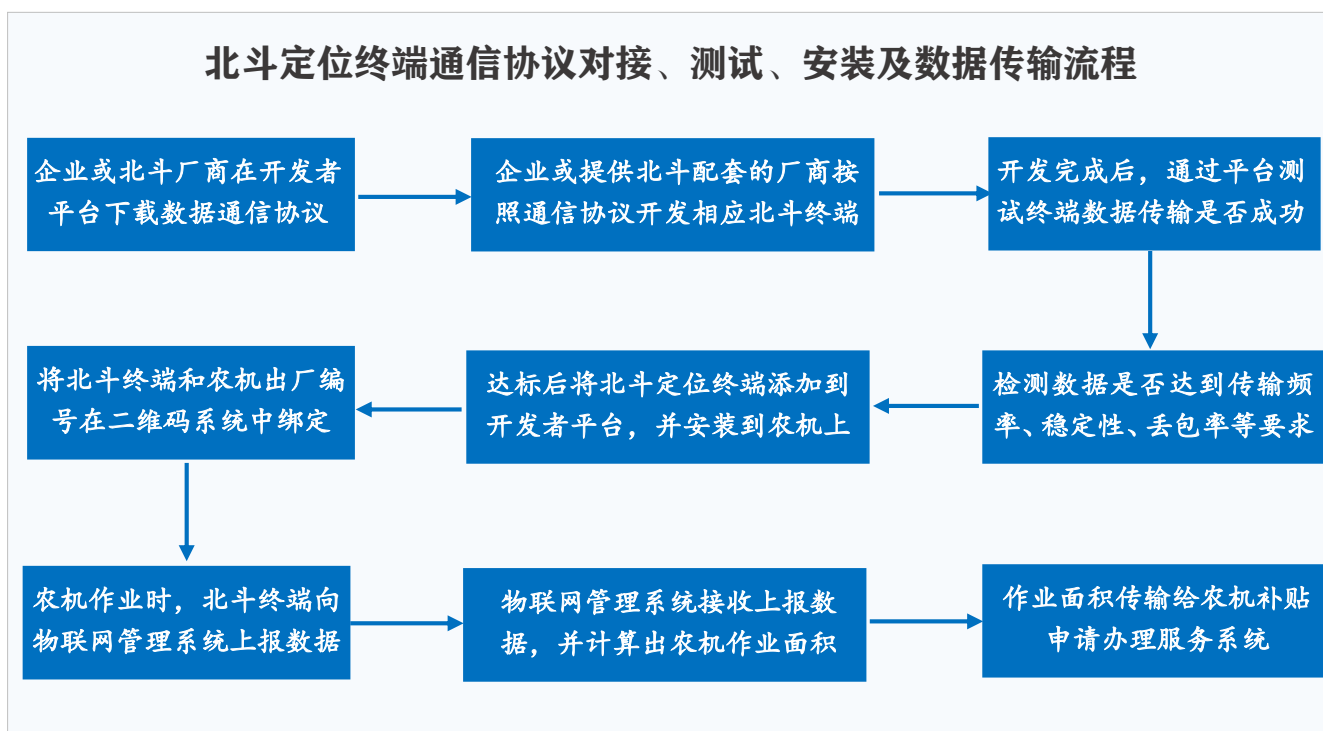 北斗定位终端通信协议对接、测试、安装及数据传输流程
企业或北斗厂商在开发者
平台下载数据通信协议
企业或提供北斗配套的厂商按
照通信协议开发相应北斗终端
开发完成后，通过平台测
试终端数据传输是否成功
检测数据是否达到传输频
率、稳定性、丢包率等要求
达标后将北斗定位终端添加到
开发者平台，并安装到农机上
将北斗终端和农机出厂编
号在二维码系统中绑定
农机作业时，北斗终端向
物联网管理系统上报数据
物联网管理系统接收上报数
据，并计算出农机作业面积
作业面积传输给农机补贴
申请办理服务系统